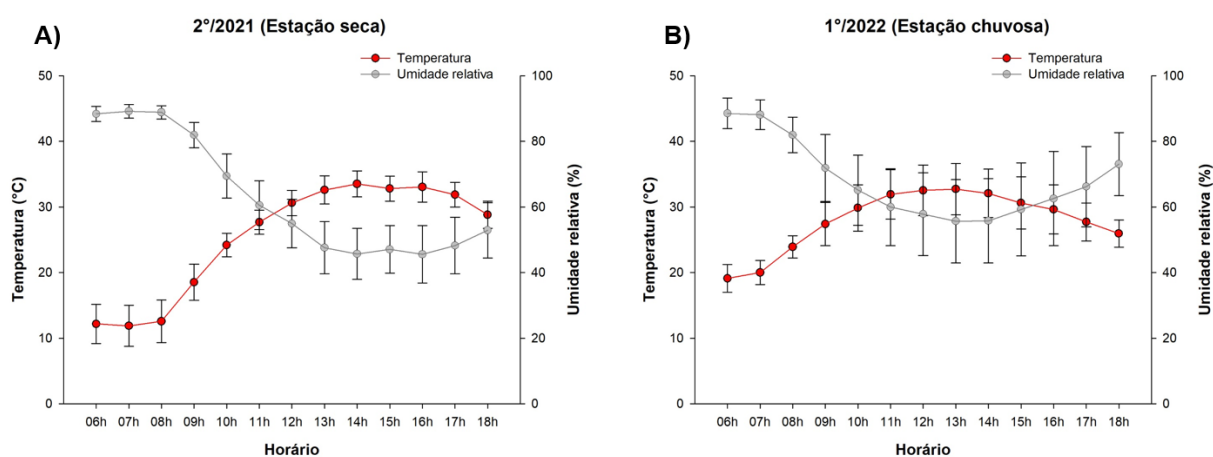 A)
2°/2021 (Estação seca)
Temperatura
Umidade relativa
50
40
30
20
10
0
Temperatura (°C)
100
80
60
40
20
0
Umidade relativa (%)
06h 07h 08h 09h 10h 11h 12h 13h 14h 15h 16h 17h 18h
Horário
B)
1°/2022 (Estação chuvosa)
Temperatura
Umidade relativa
50
40
30
20
10
0
Temperatura (°C)
100
80
60
40
20
0
Umidade relativa (%)
06h 07h 08h 09h 10h 11h 12h 13h 14h 15h 16h 17h 18h
Horário